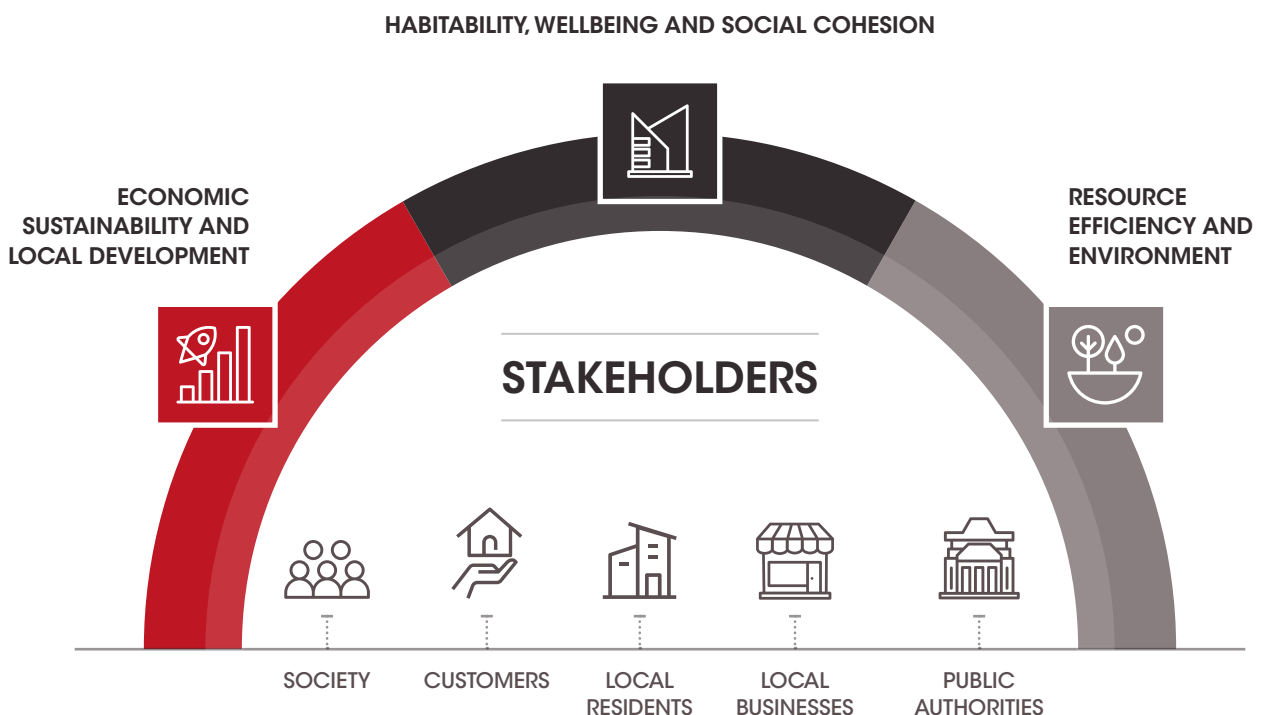 HABITABILITY, WELLBEING AND SOCIAL COHESION
ECONOMIC
SUSTAINABILITY AND
LOCAL DEVELOPMENT
RESOURCE
EFFICIENCY AND
ENVIRONMENT
STAKEHOLDERS
SOCIETY
CUSTOMERS
LOCAL
RESIDENTS
LOCAL
BUSINESSES
PUBLIC
AUTHORITIES